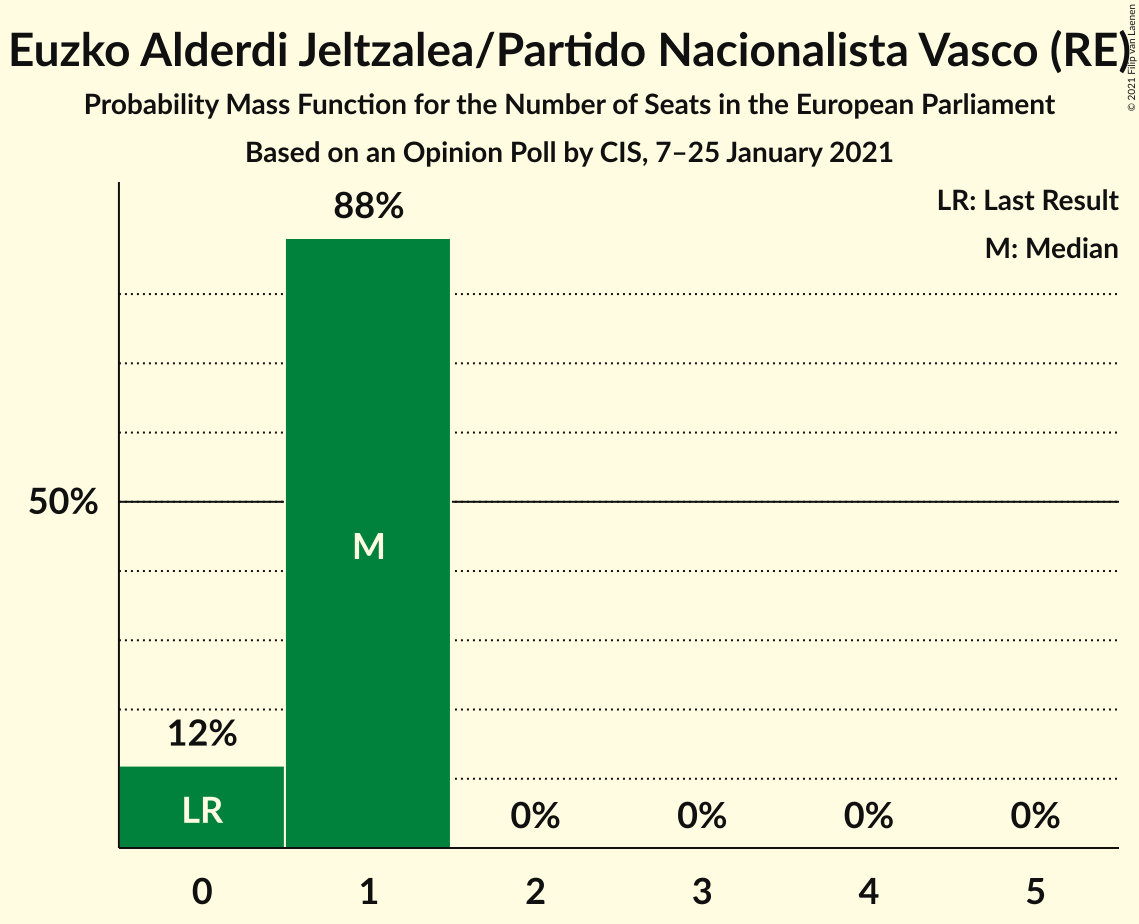 Euzko Alderdi Jeltzalea/Partido Nacionalista Vasco (RE)
© 2021 Filip van Laenen
Probability Mass Function for the Number of Seats in the European Parliament
Based on an Opinion Poll by CIS, 7–25 January 2021
LR: Last Result
M: Median
88%
50%
M
12%
LR
0% 0% 0% 0%
0 1 2 3 4 5